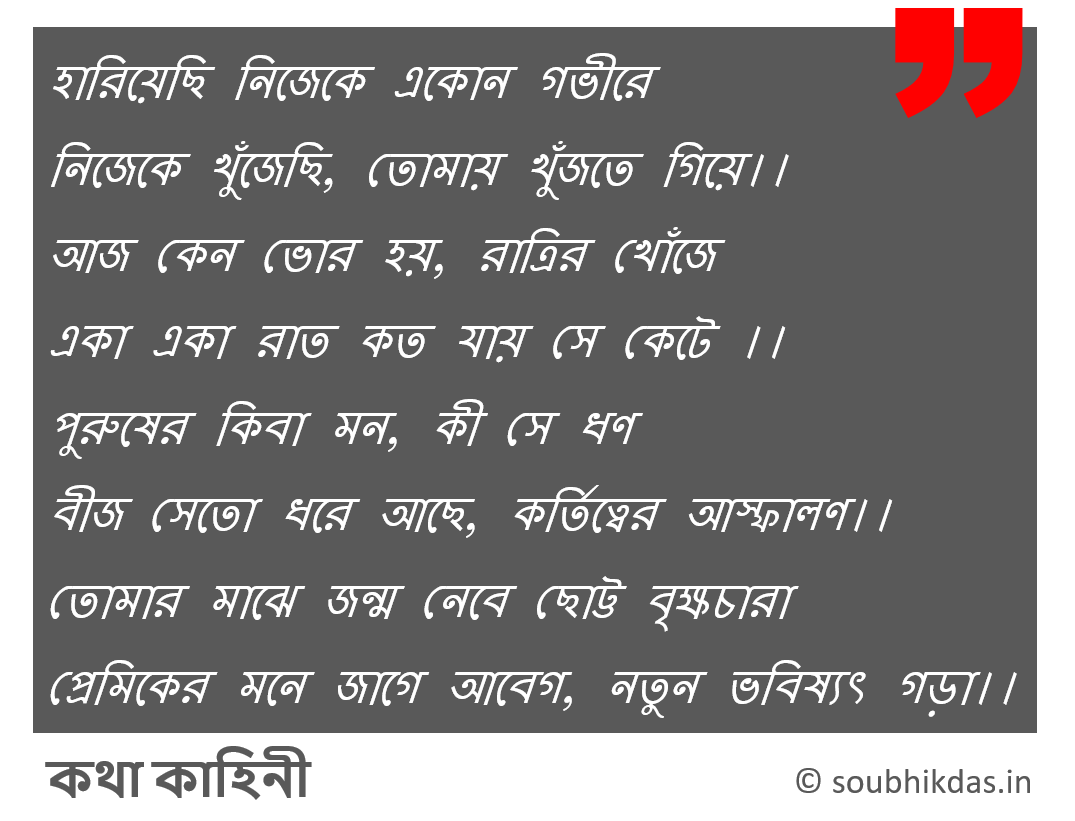 হারিয়েছি নিজেকে একোন গভীরে
নিজেকে খুঁজেছি, তোমায় খুঁজতে গিয়ে।।
আজ কেন ভোর হয়, রাত্রির খোঁজে
একা একা রাত কত যায় সে কেটে ।।
পুরুষের কিবা মন, কী সে ধণ
বীজ সেতো ধরে আছে, কর্তিত্বের আস্ফালণ।।
তোমার মাঝে জন্ম নেবে ছোট্ট বৃক্ষচারা
প্রেমিকের মনে জাগে আবেগ, নতুন ভবিষ্যৎ গড়া।।
কথা কাহিনী
© soubhikdas.in